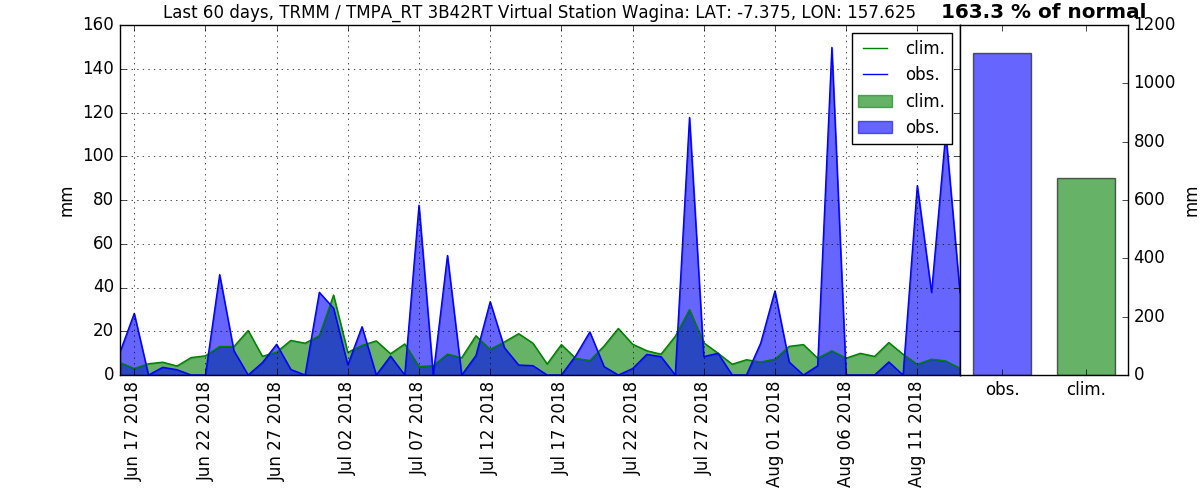 Last 60 days, TRMM / TMPA_RT 3B42RT Virtual Station Wagina: LAT: -7.375, LON: 157.625
163.3 % of normal
160
140
120
100
80
60
40
20
0
mm
clim.
obs.
clim.
obs.
1200
1000
800
600
400
200
0
mm
Jun 17 2018
Jun 22 2018
Jun 27 2018
Jul 02 2018
Jul 07 2018
Jul 12 2018
Jul 17 2018
Jul 22 2018
Jul 27 2018
Aug 01 2018
Aug 06 2018
Aug 11 2018
obs.
clim.